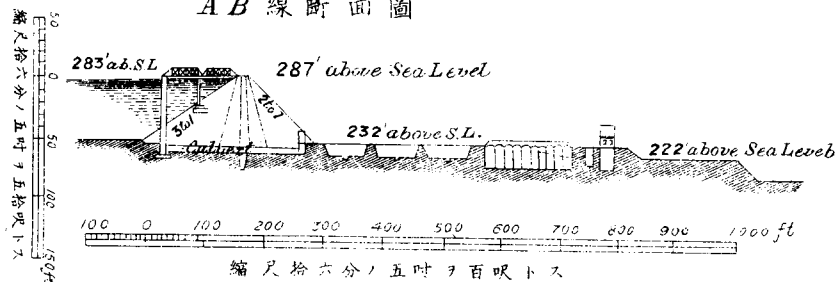 A B 線断面圖
縮尺拾六分ノ五吋ヲ五拾呎トス
50
0
50
100
150ft
283' ab. S.L
287' above Sea Level
3to1
2to1
Culvert
232' above S.L.
222' above Sea Level
100 0 100 200 300 400 500 600 700 800 900 1000 ft
縮尺拾六分ノ五吋ヲ百呎トス